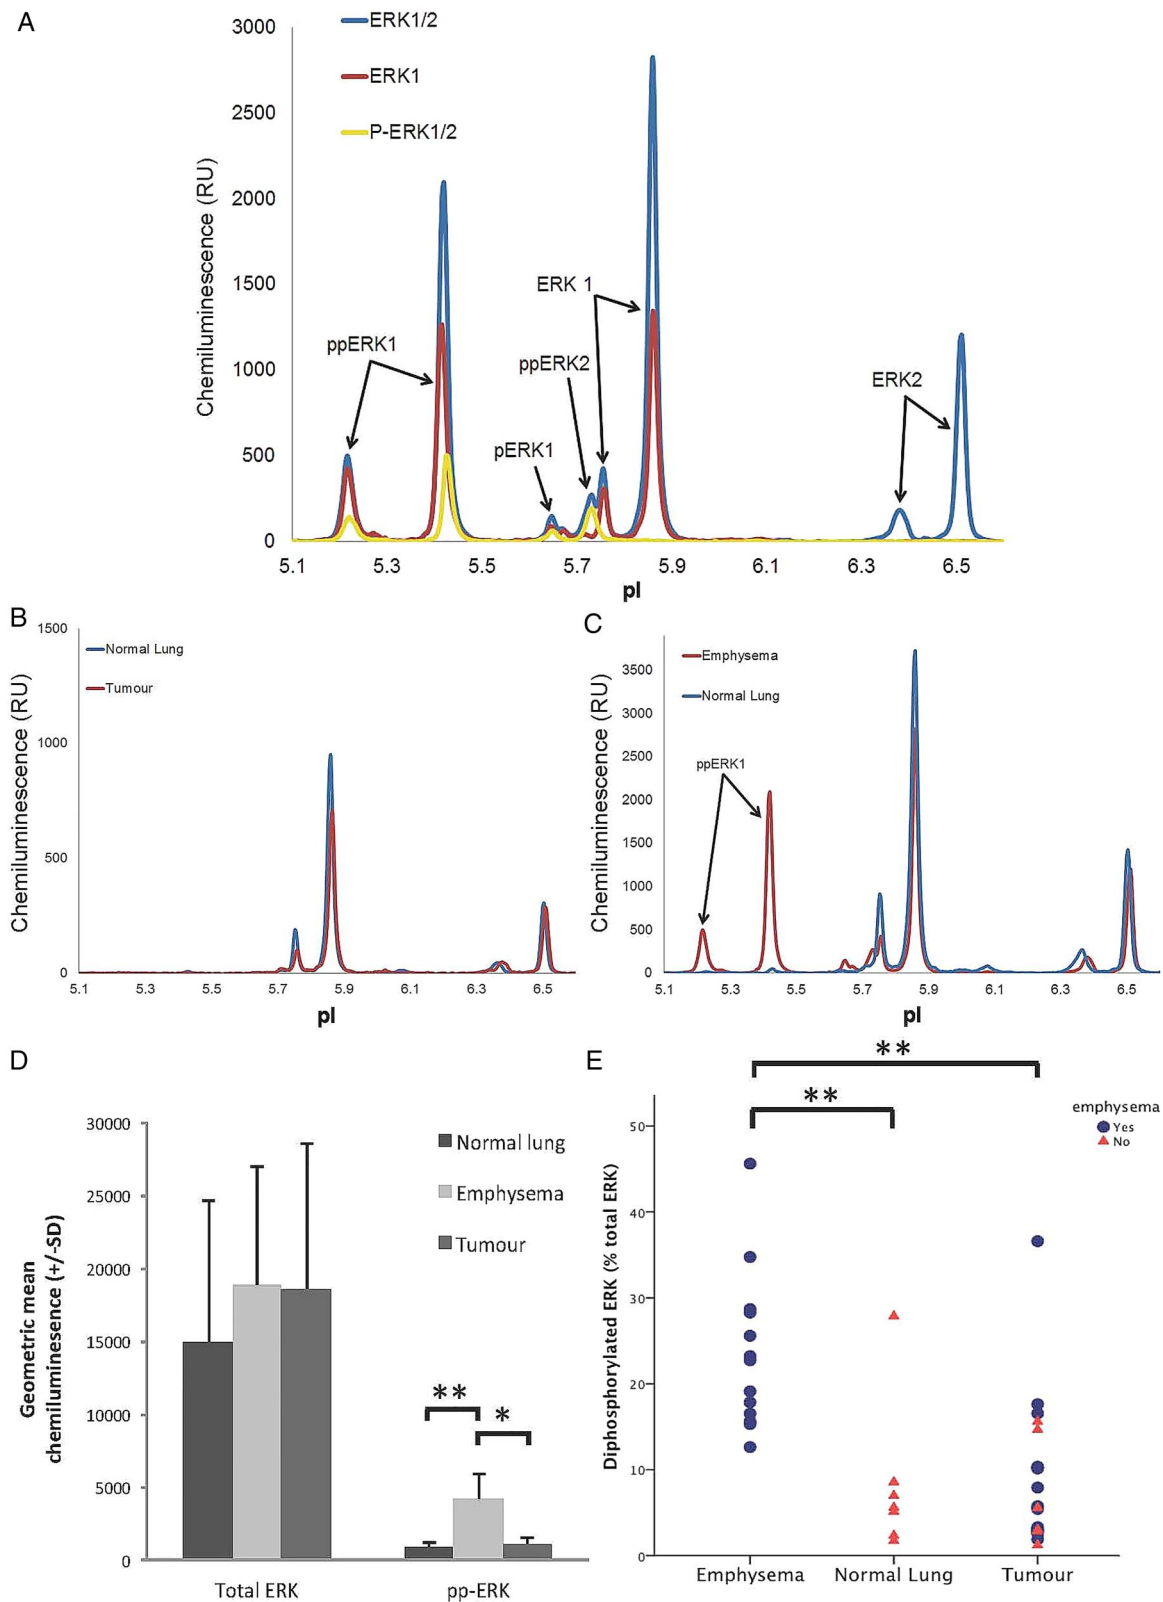 A
3000
2500
2000
1500
1000
500
0
Chemiluminescence (RU)
ERK1/2
ERK1
P-ERK1/2
ppERK1
pERK1
ppERK2
ERK 1
ERK2
5.1 5.3 5.5 5.7 5.9 6.1 6.3 6.5
pI
B
1500
1000
500
0
Chemiluminescence (RU)
Normal Lung
Tumour
5.1 5.3 5.5 5.7 5.9 6.1 6.3 6.5
pI
C
3500
3000
2500
2000
1500
1000
500
0
Chemiluminescence (RU)
Emphysema
Normal Lung
ppERK1
5.1 5.3 5.5 5.7 5.9 6.1 6.3 6.5
pI
D
30000
25000
20000
15000
10000
5000
0
Geometric mean
chemiluminesence (+/-SD)
Normal lung
Emphysema
Tumour
**
*
Total ERK pp-ERK
E
**
**
emphysema
Yes
No
50
40
30
20
10
0
Diphosphorylated ERK (% total ERK)
Emphysema Normal Lung Tumour